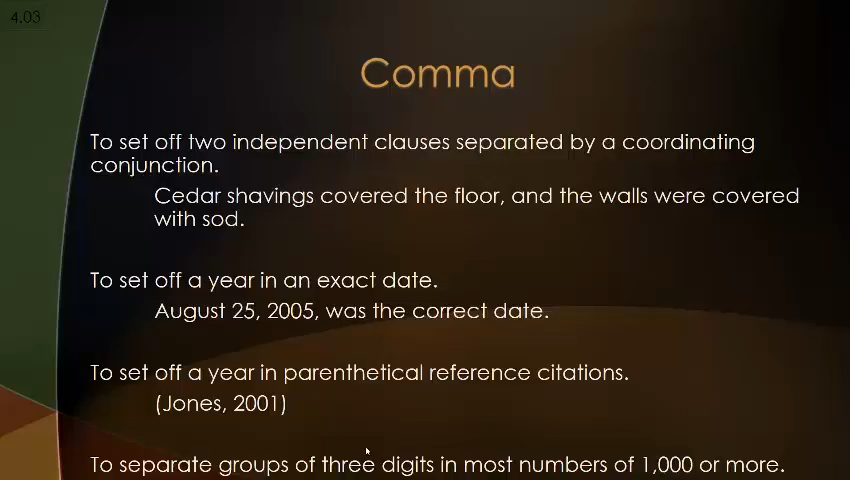 4.03
Comma
To set off two independent clauses separated by a coordinating
conjunction.
Cedar shavings covered the floor, and the walls were covered
with sod.
To set off a year in an exact date.
August 25, 2005, was the correct date.
To set off a year in parenthetical reference citations.
(Jones, 2001)
To separate groups of three digits in most numbers of 1,000 or more.